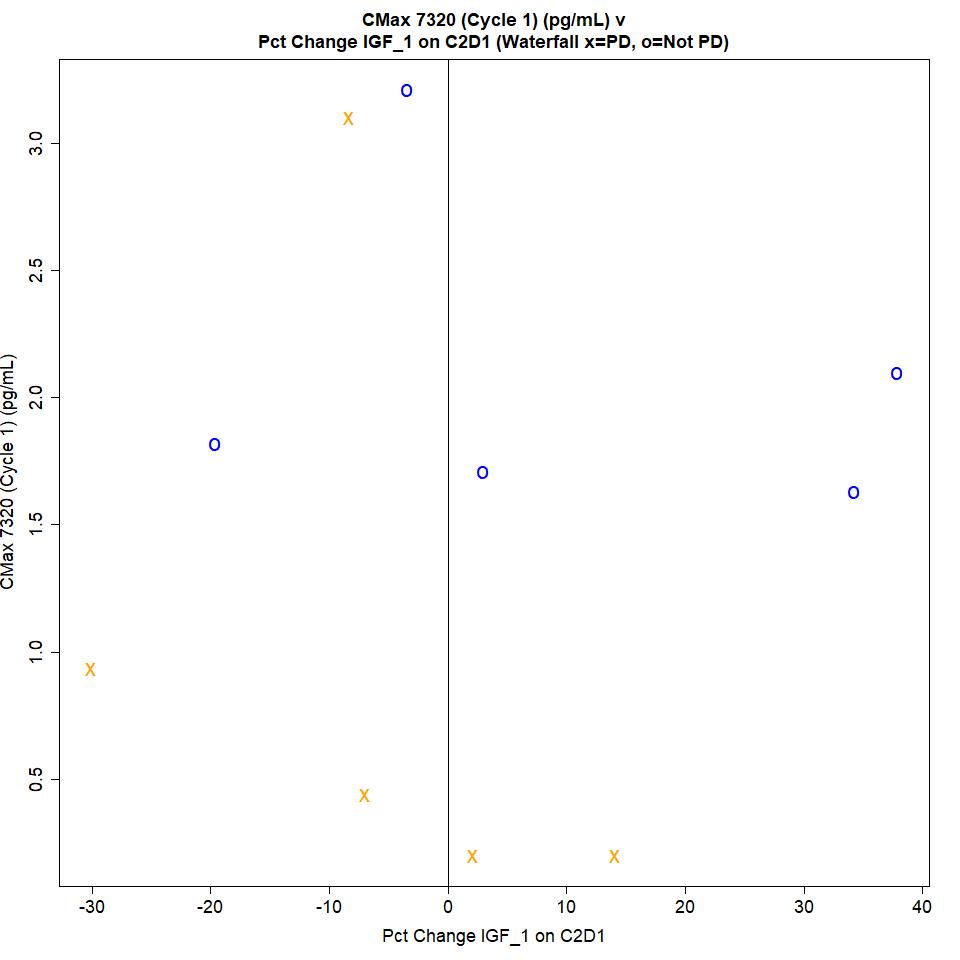 CMax 7320 (Cycle 1) (pg/mL) v
Pct Change IGF_1 on C2D1 (Waterfall x=PD, o=Not PD)
CMax 7320 (Cycle 1) (pg/mL)
3.0
2.5
2.0
1.5
1.0
0.5
o
x
o
o
o
o
x
x
x
x
-30 -20 -10 0 10 20 30 40
Pct Change IGF_1 on C2D1